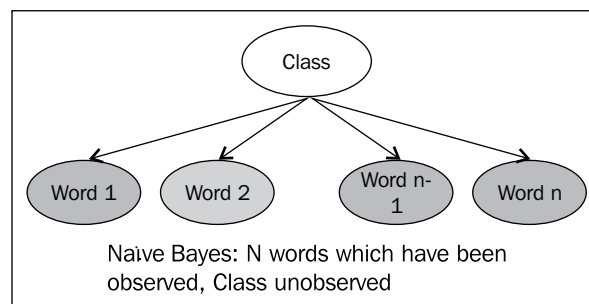 Class
Word 1
Word 2
Word n-
1
Word n
Naïve Bayes: N words which have been
observed, Class unobserved